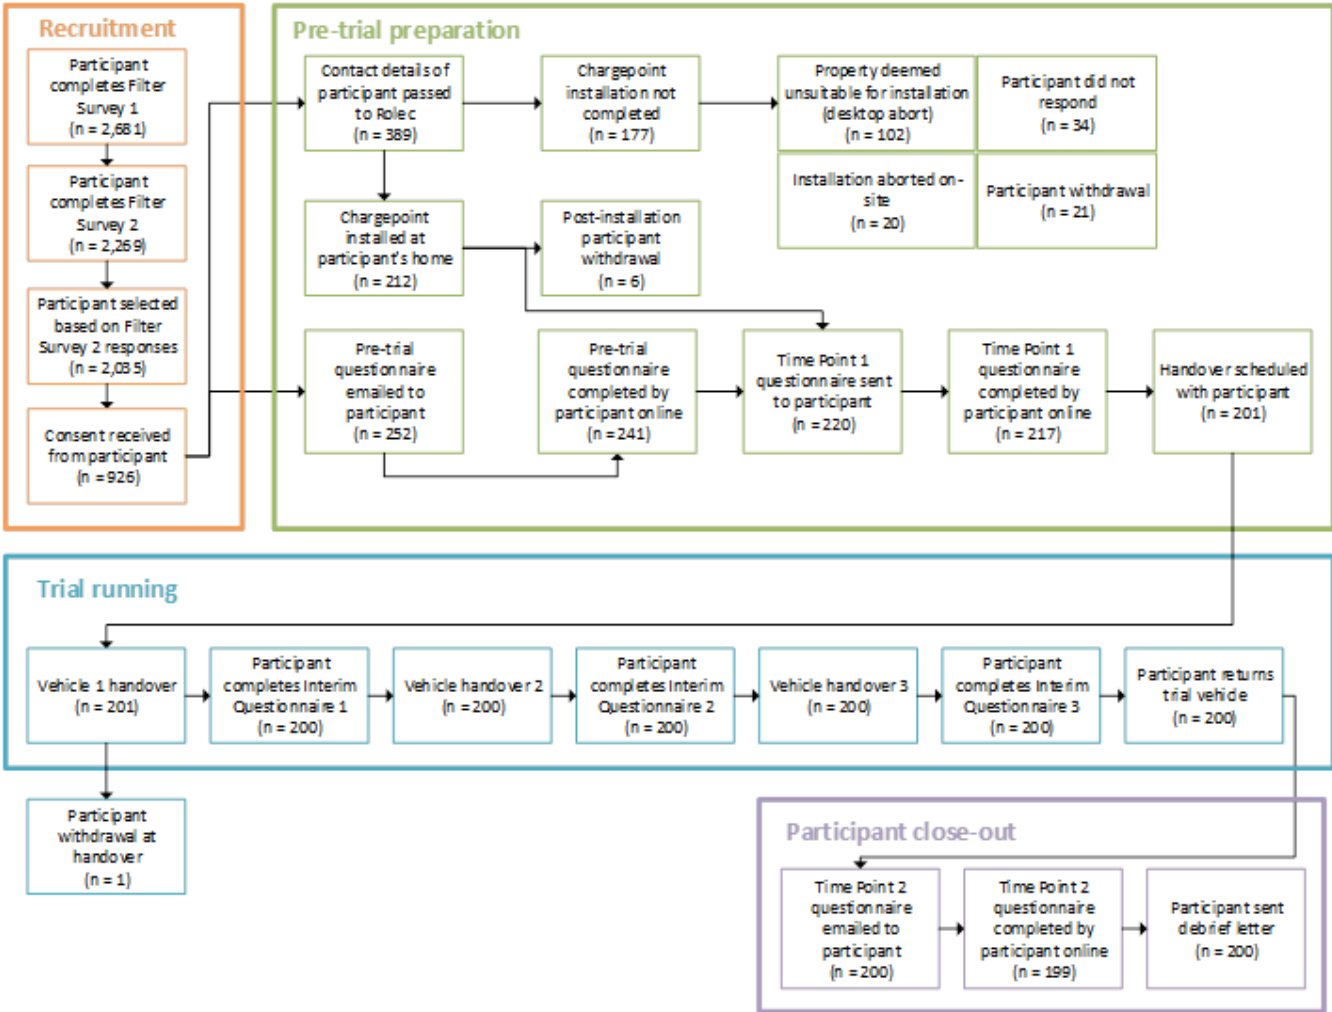 Recruitment
Participant
completes Filter
Survey 1
(n = 2,681)
Participant
completes Filter
Survey 2
(n = 2,269)
Participant selected
based on Filter
Survey 2 responses
(n = 2,035)
Consent received
from participant
(n = 926)
Pre-trial preparation
Contact details of
participant passed
to Rolec
(n = 389)
Chargepoint
installation not
completed
(n = 177)
Property deemed
unsuitable for installation
(desktop abort)
(n = 102)
Participant did not
respond
(n = 34)
Installation aborted on-
site
(n = 20)
Participant withdrawal
(n = 21)
Chargepoint
installed at
participant's home
(n = 212)
Post-installation
participant
withdrawal
(n = 6)
Pre-trial
questionnaire
emailed to
participant
(n = 252)
Pre-trial
questionnaire
completed by
participant online
(n = 241)
Time Point 1
questionnaire sent
to participant
(n = 220)
Time Point 1
questionnaire
completed by
participant online
(n = 217)
Handover scheduled
with participant
(n = 201)
Trial running
Vehicle 1 handover
(n = 201)
Participant
completes Interim
Questionnaire 1
(n = 200)
Vehicle handover 2
(n = 200)
Participant
completes Interim
Questionnaire 2
(n = 200)
Vehicle handover 3
(n = 200)
Participant
completes Interim
Questionnaire 3
(n = 200)
Participant returns
trial vehicle
(n = 200)
Participant
withdrawal at
handover
(n = 1)
Participant close-out
Time Point 2
questionnaire
emailed to
participant
(n = 200)
Time Point 2
questionnaire
completed by
participant online
(n = 199)
Participant sent
debrief letter
(n = 200)